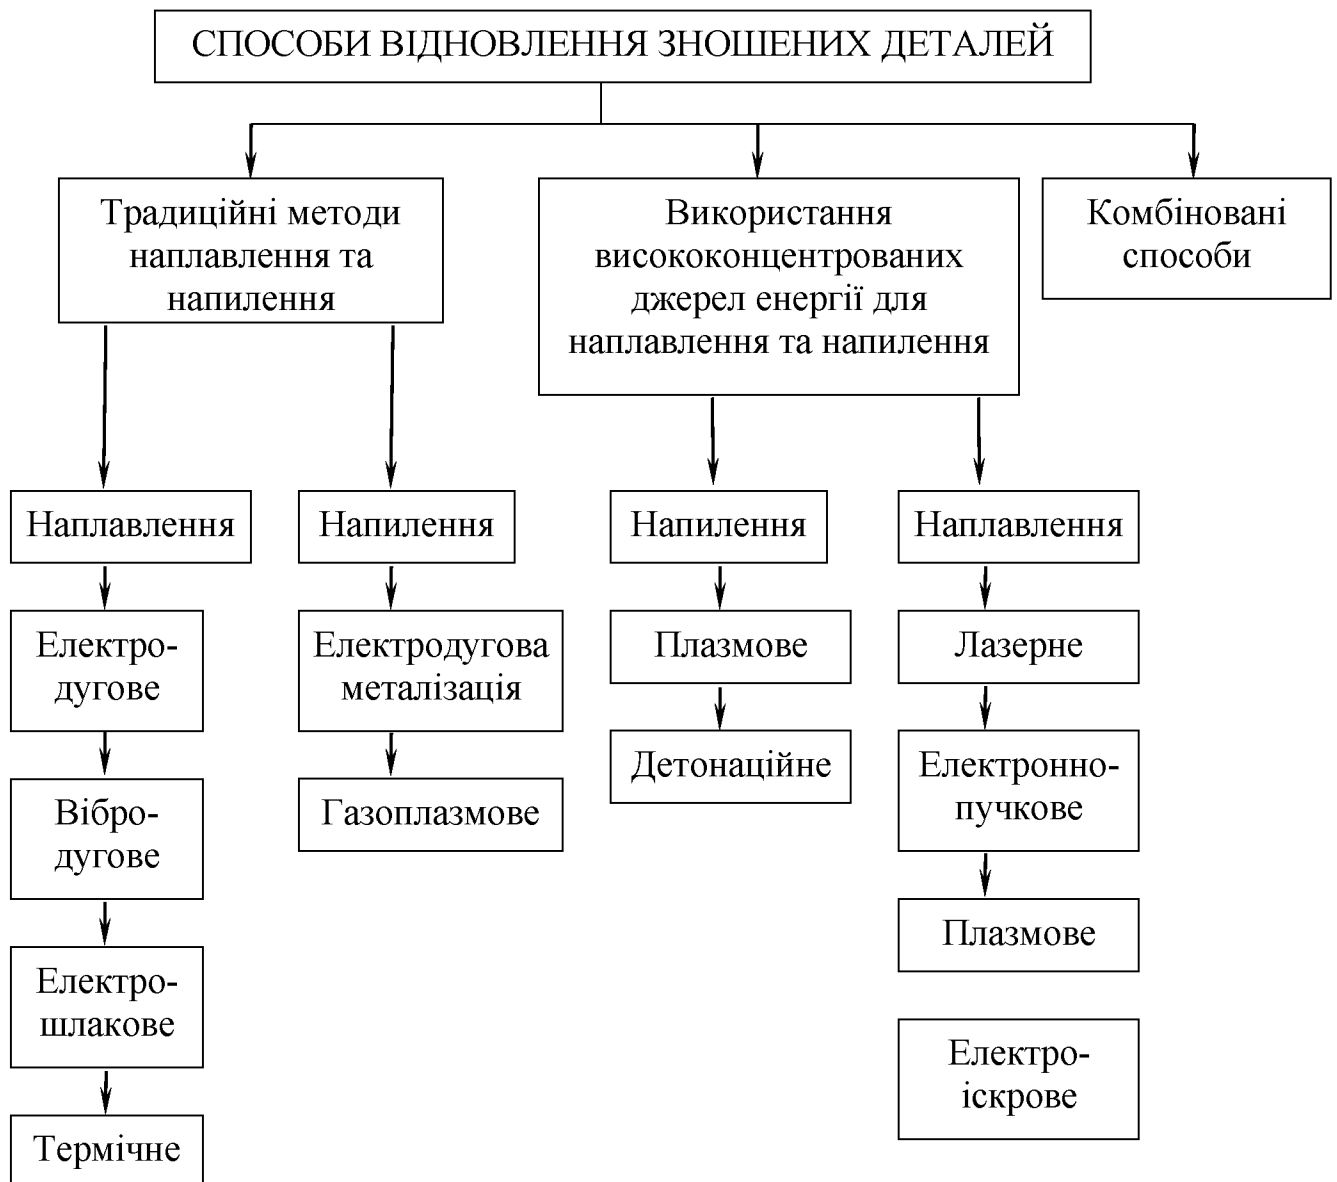 СПОСОБИ ВІДНОВЛЕННЯ ЗНОШЕНИХ ДЕТАЛЕЙ
Традиційні методи
наплавлення та
напилення
Використання
висококонцентрованих
джерел енергії для
наплавлення та напилення
Комбіновані
способи
Наплавлення
Напилення
Напилення
Наплавлення
Електро-
дугове
Вібро-
дугове
Електро-
шлакове
Термічне
Електродугова
металізація
Газоплазмове
Плазмове
Детонаційне
Лазерне
Електронно-
пучкове
Плазмове
Електро-
іскрове